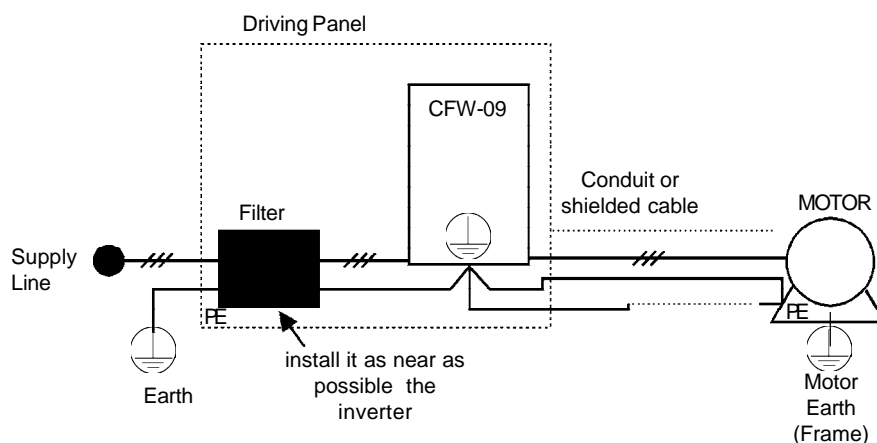 Driving Panel
CFW-09
Conduit or
shielded cable
MOTOR
Filter
Supply
Line
PE
PE
install it as near as
possible the
inverter
Earth
Motor
Earth
(Frame)